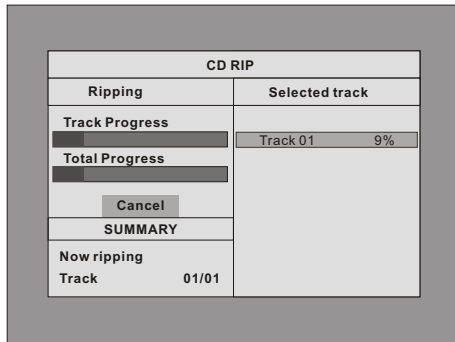 CD RIP
Ripping
Selected track
Track Progress
Track 01 9%
Total Progress
Cancel
SUMMARY
Now ripping
Track 01/01